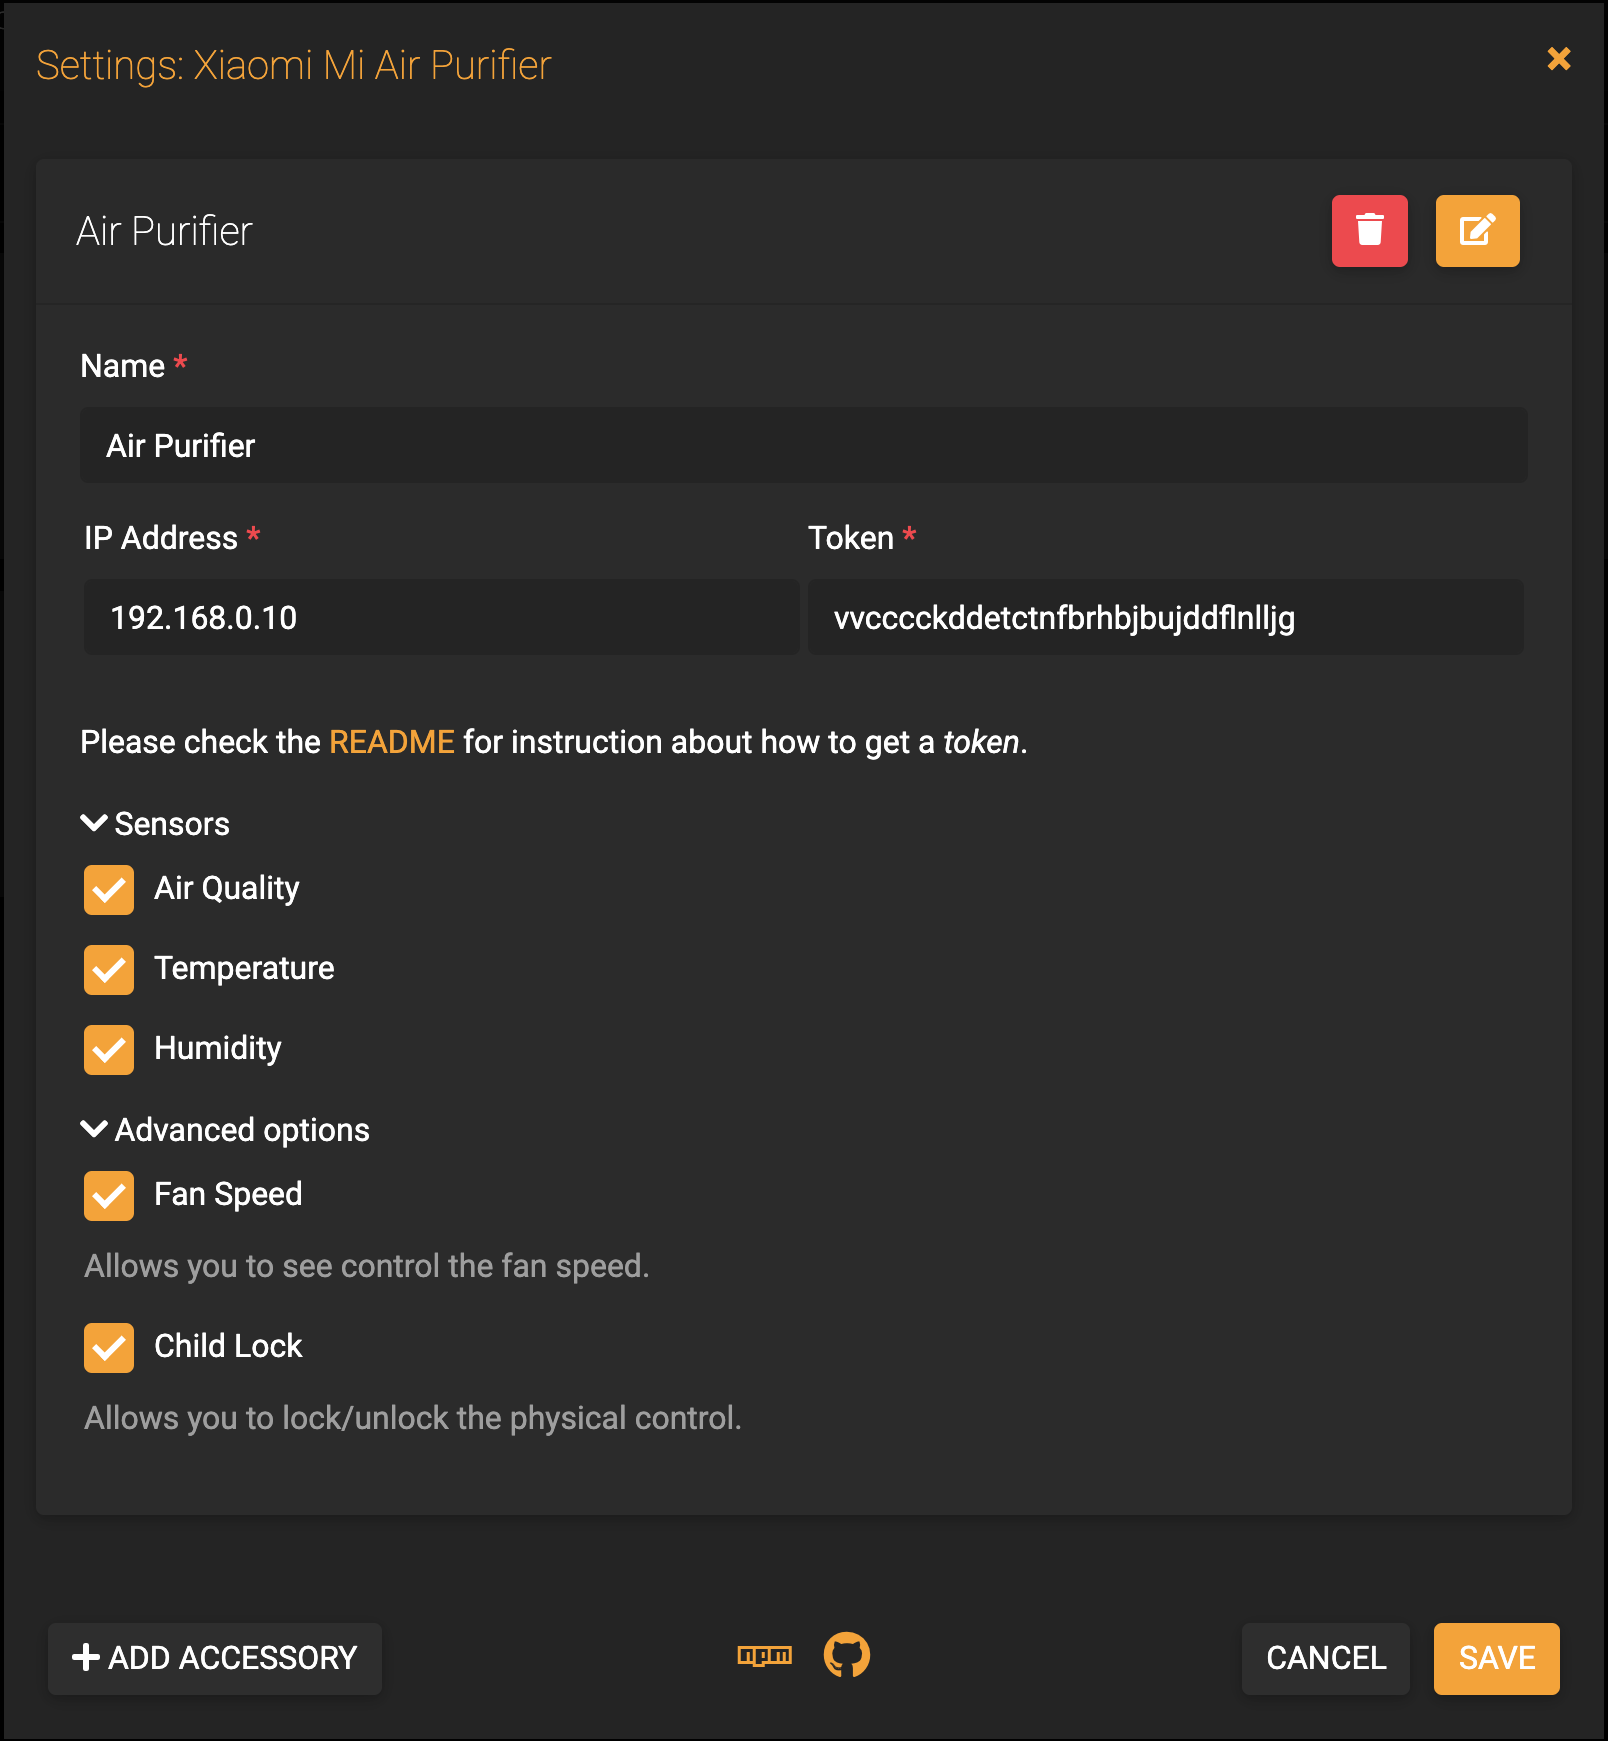 Settings: Xiaomi Mi Air Purifier
Air Purifier
Name *
Air Purifier
IP Address * Token *
192.168.0.10 vvcccckddetctnfbrhbjbujddflnlljg
Please check the README for instruction about how to get a token.
Sensors
Air Quality
Temperature
Humidity
Advanced options
Fan Speed
Allows you to see control the fan speed.
Child Lock
Allows you to lock/unlock the physical control.
ADD ACCESSORY npm CANCEL SAVE